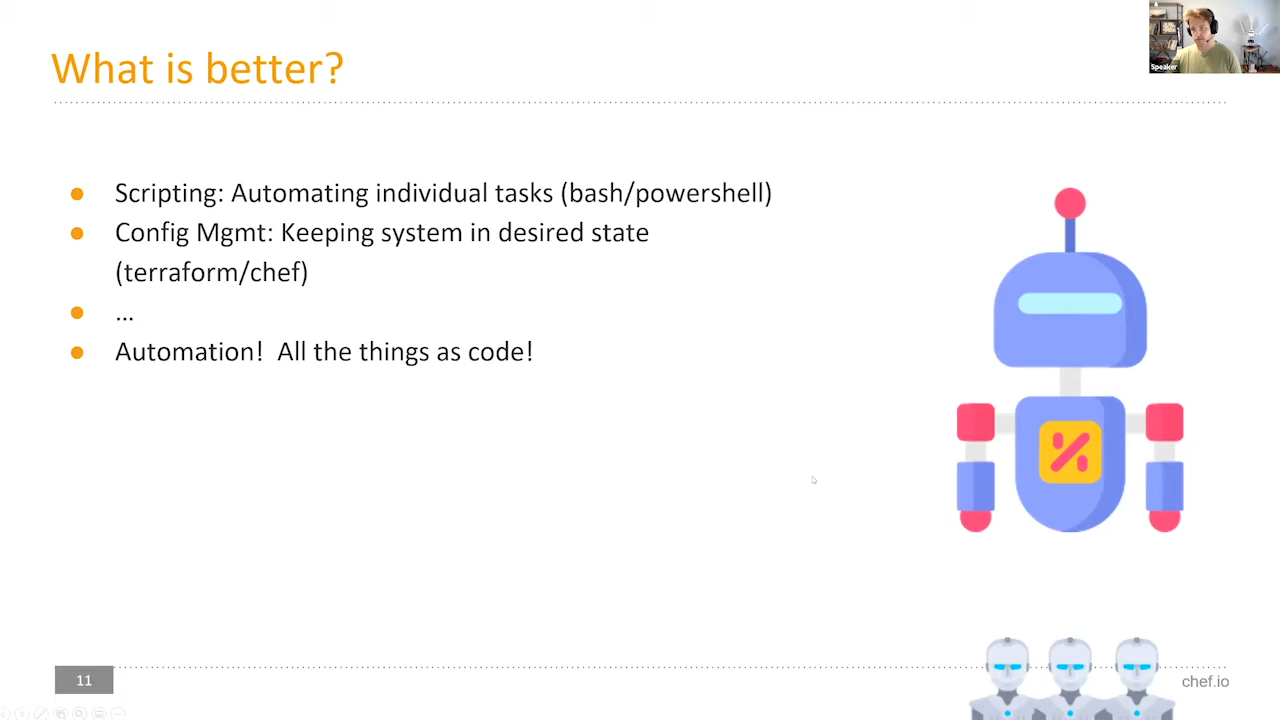 What is better?
Speaker
● Scripting: Automating individual tasks (bash/powershell)
● Config Mgmt: Keeping system in desired state
(terraform/chef)
● ...
● Automation!  All the things as code!
%
11
chef.io